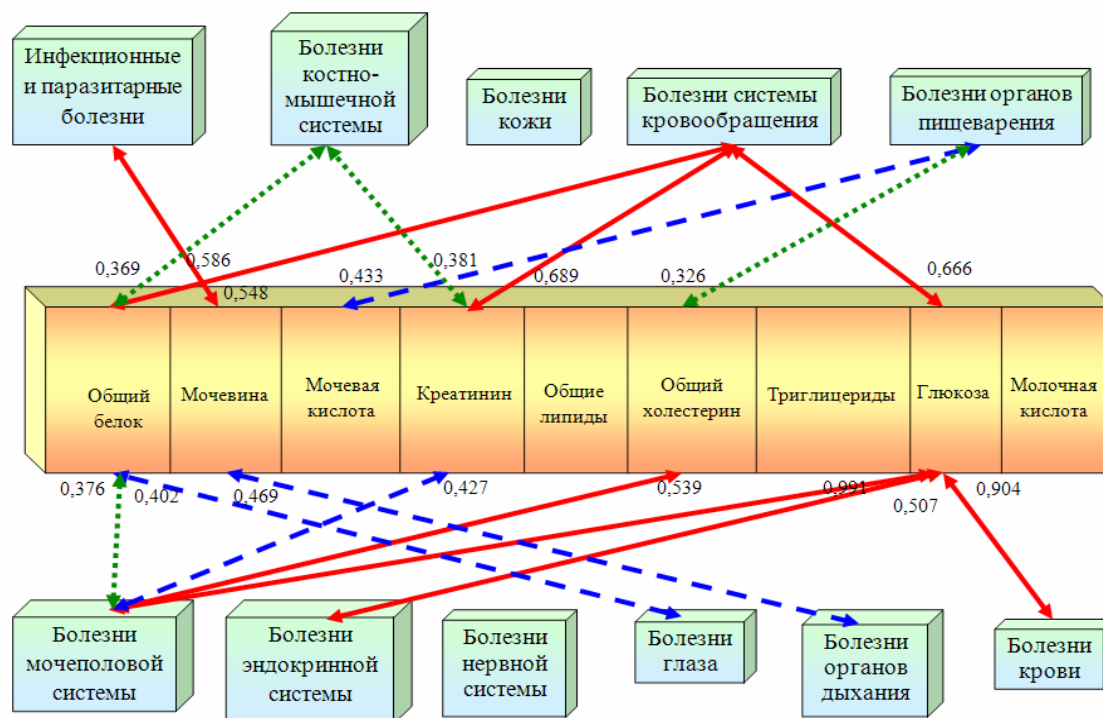 Инфекционные
и паразитарные
болезни
Болезни
костно-
мышечной
системы
Болезни
кожи
Болезни системы
кровообращения
Болезни органов
пищеварения
0,369
0,586
0,548
0,433
0,381
0,689
0,326
0,666
Общий
белок
Мочевина
Мочевая
кислота
Креатинин
Общие
липиды
Общий
холестерин
Триглицериды
Глюкоза
Молочная
кислота
0,376
0,402
0,469
0,427
0,539
0,991
0,507
0,904
Болезни
мочеполовой
системы
Болезни
эндокринной
системы
Болезни
нервной
системы
Болезни
глаза
Болезни
органов
дыхания
Болезни
крови